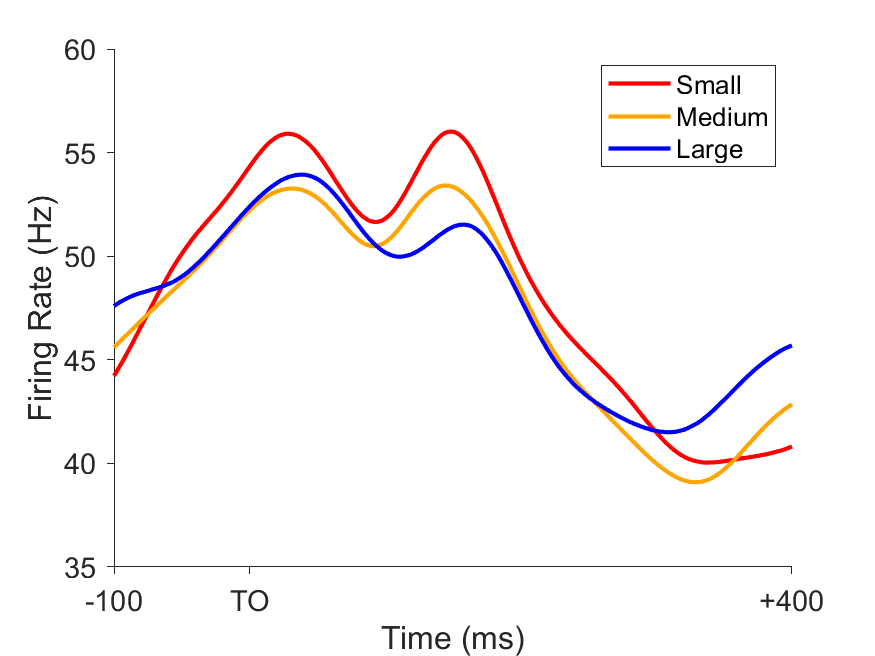 60
55
50
45
40
35
Firing Rate (Hz)
Small
Medium
Large
-100
TO
+400
Time (ms)